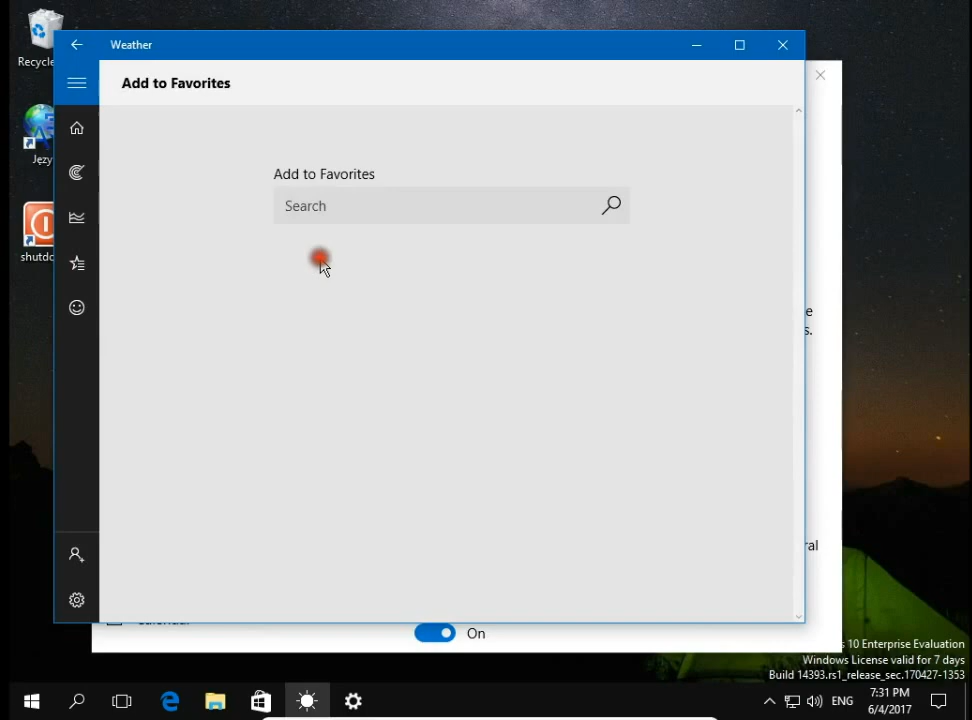 Recycle
Weather
Add to Favorites
Języ
Add to Favorites
Search
shutdo
e
s.
ral
On
s 10 Enterprise Evaluation
Windows License valid for 7 days
Build 14393.rs1_release_sec.170427-1353
ENG
7:31 PM
6/4/2017